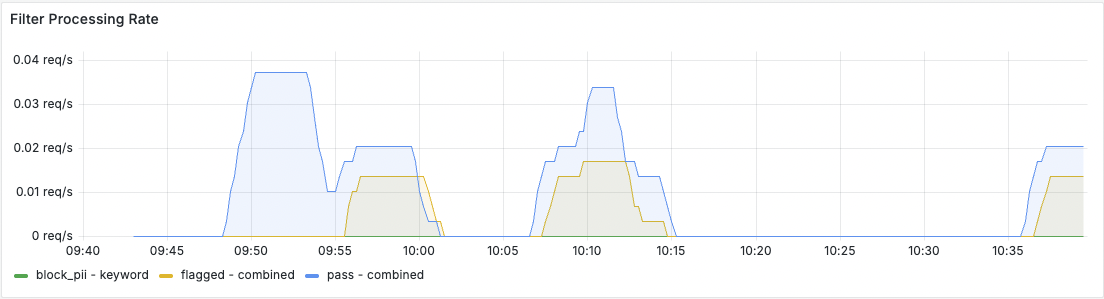 Filter Processing Rate
0.04 req/s
0.03 req/s
0.02 req/s
0.01 req/s
0 req/s
09:40 09:45 09:50 09:55 10:00 10:05 10:10 10:15 10:20 10:25 10:30 10:35
block_pii - keyword flagged - combined pass - combined